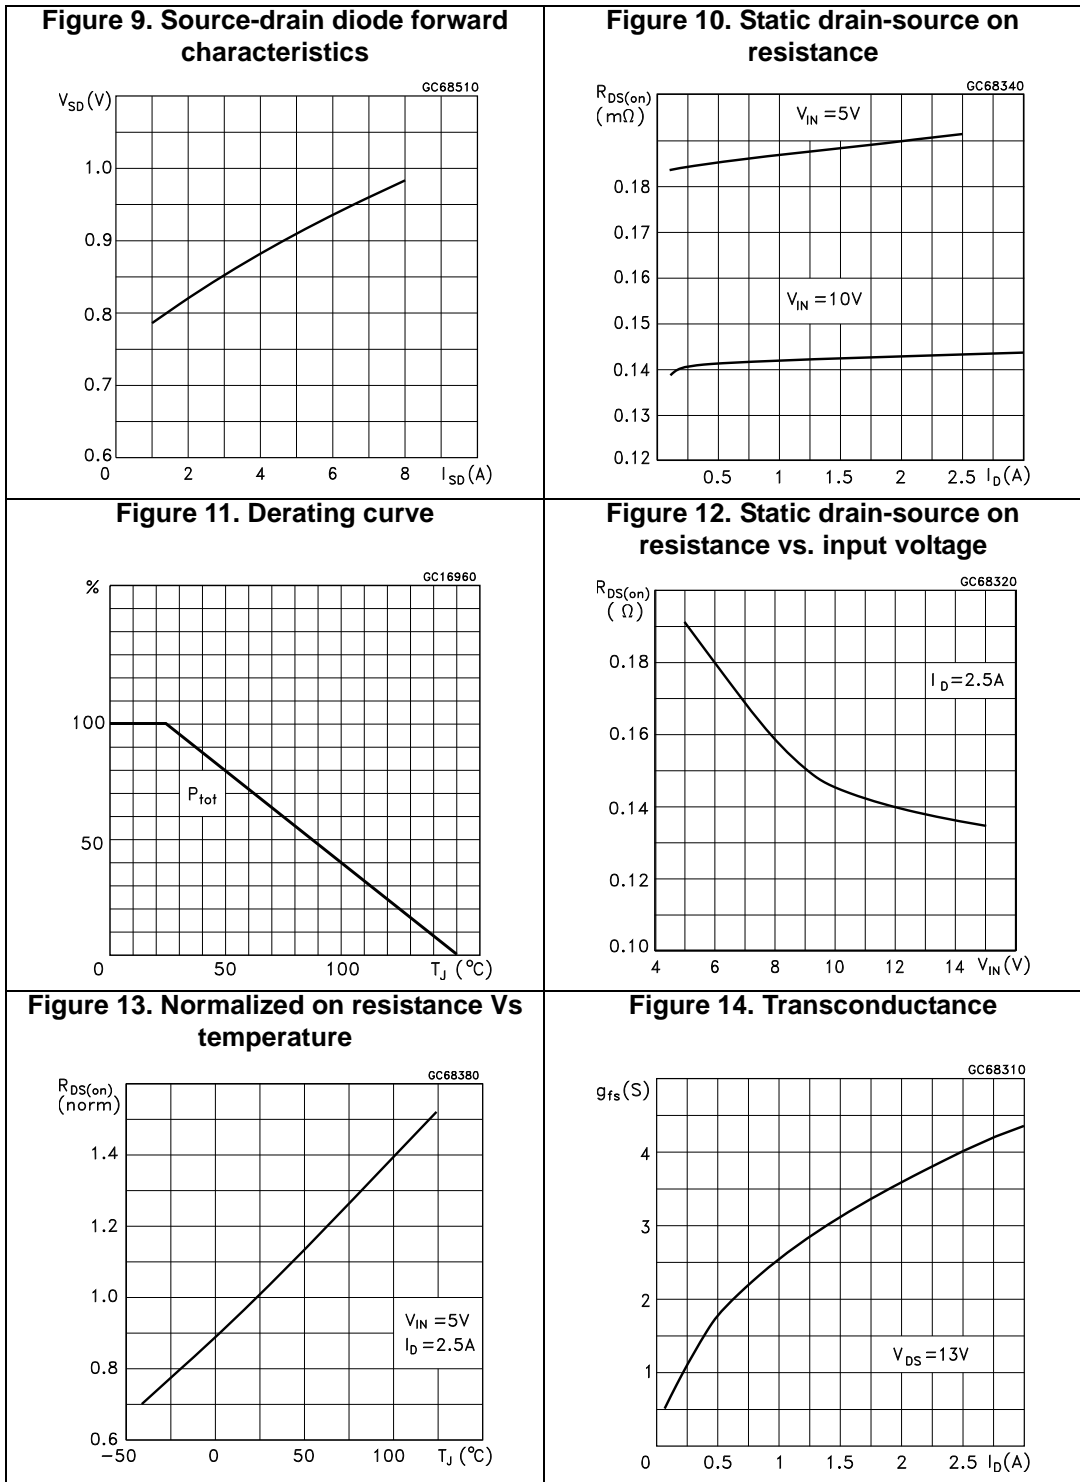 Figure 9. Source-drain diode forward
characteristics
GC68510
V_SD(V)
1.0
0.9
0.8
0.7
0.6
0 2 4 6 8 I_SD(A)
Figure 10. Static drain-source on
resistance
GC68340
R_DS(on)
(mΩ)
V_IN=5V
0.18
0.17
0.16
V_IN=10V
0.15
0.14
0.13
0.12
0.5 1 1.5 2 2.5 I_D(A)
Figure 11. Derating curve
GC16960
%
100
P_tot
50
0 50 100 T_J (°C)
Figure 12. Static drain-source on
resistance vs. input voltage
GC68320
R_DS(on)
(Ω)
0.18
I_D=2.5A
0.16
0.14
0.12
0.10
4 6 8 10 12 14 V_IN(V)
Figure 13. Normalized on resistance Vs
temperature
GC68380
R_DS(on)
(norm)
1.4
1.2
1.0
V_IN=5V
I_D=2.5A
0.8
0.6
-50 0 50 100 T_J (°C)
Figure 14. Transconductance
GC68310
g_fs(S)
4
3
2
V_DS=13V
1
0 0.5 1 1.5 2 2.5 I_D(A)